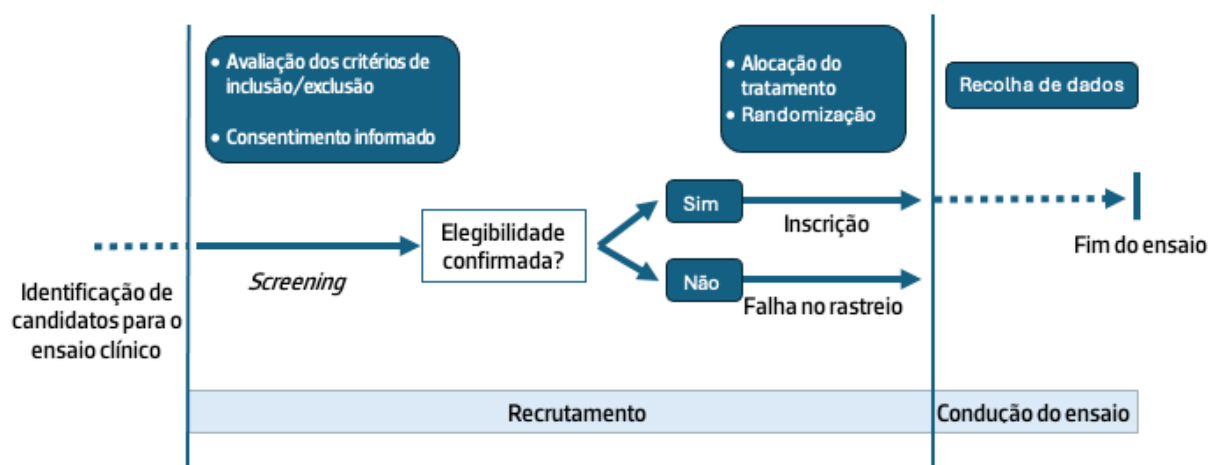 • Avaliação dos critérios de
inclusão/exclusão
• Consentimento informado
• Alocação do
tratamento
• Randomização
Recolha de dados
Identificação de
candidatos para o
ensaio clínico
Screening
Elegibilidade
confirmada?
Sim
Inscrição
Não
Falha no rastreio
Fim do ensaio
Recrutamento
Condução do ensaio